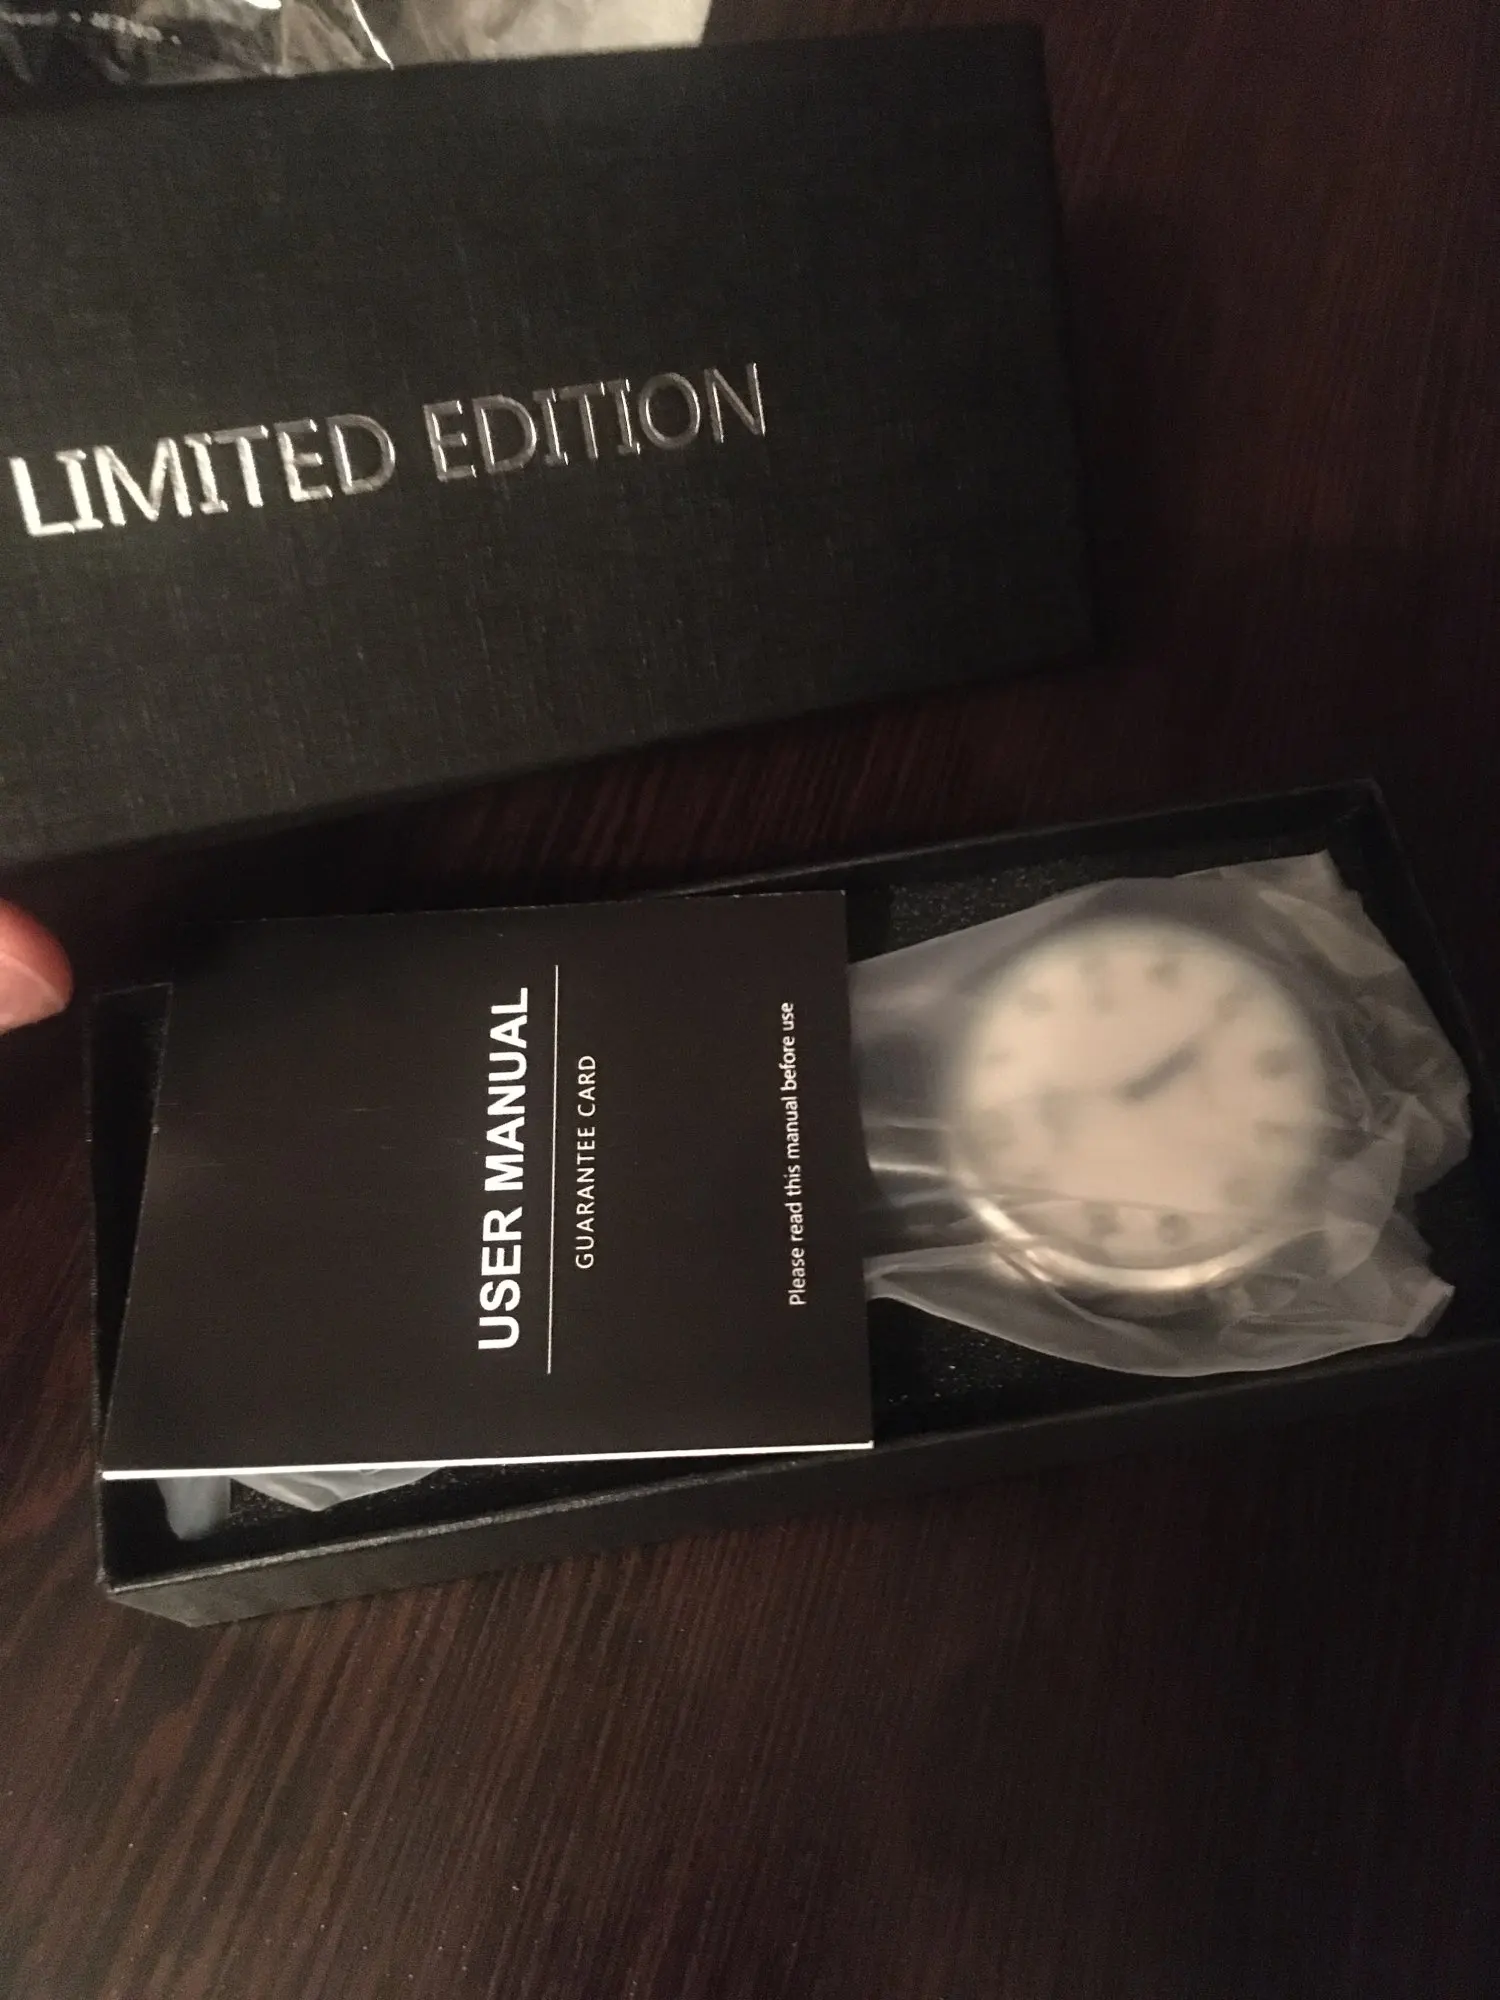 LIMITED EDITION
USER MANUAL
GUARANTEE CARD
Please read this manual before use